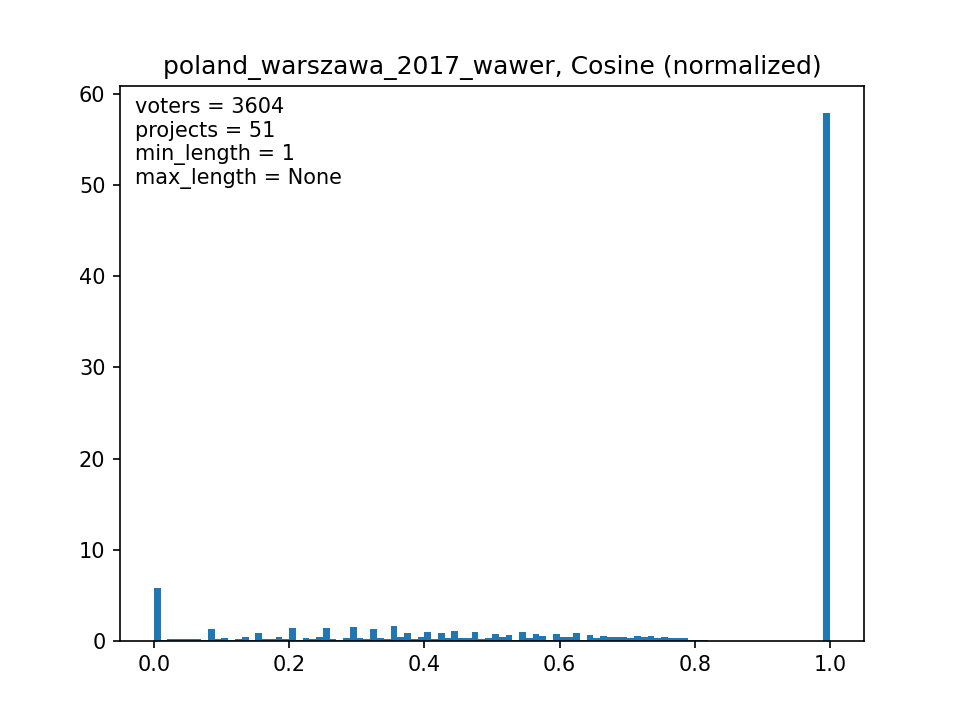 poland_warszawa_2017_wawer, Cosine (normalized)
60
voters = 3604
projects = 51
min_length = 1
max_length = None
50
40
30
20
10
0
0.0 0.2 0.4 0.6 0.8 1.0